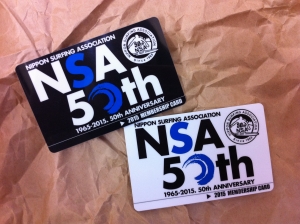 NIPPON SURFING ASSOCIATION
NSA
50th
1965-2015. 50th ANNIVERSARY
2015 MEMBERSHIP CARD
NIPPON SURFING ASSOCIATION
NSA
50th
1965-2015. 50th ANNIVERSARY
2015 MEMBERSHIP CARD